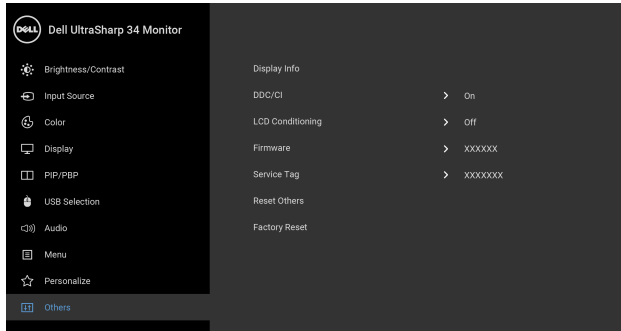 DELL Dell UltraSharp 34 Monitor
Brightness/Contrast
Display Info
Input Source
DDC/CI
On
Color
LCD Conditioning
Off
Display
Firmware
XXXXXX
PIP/PBP
Service Tag
XXXXXXX
USB Selection
Reset Others
Audio
Factory Reset
Menu
Personalize
Others